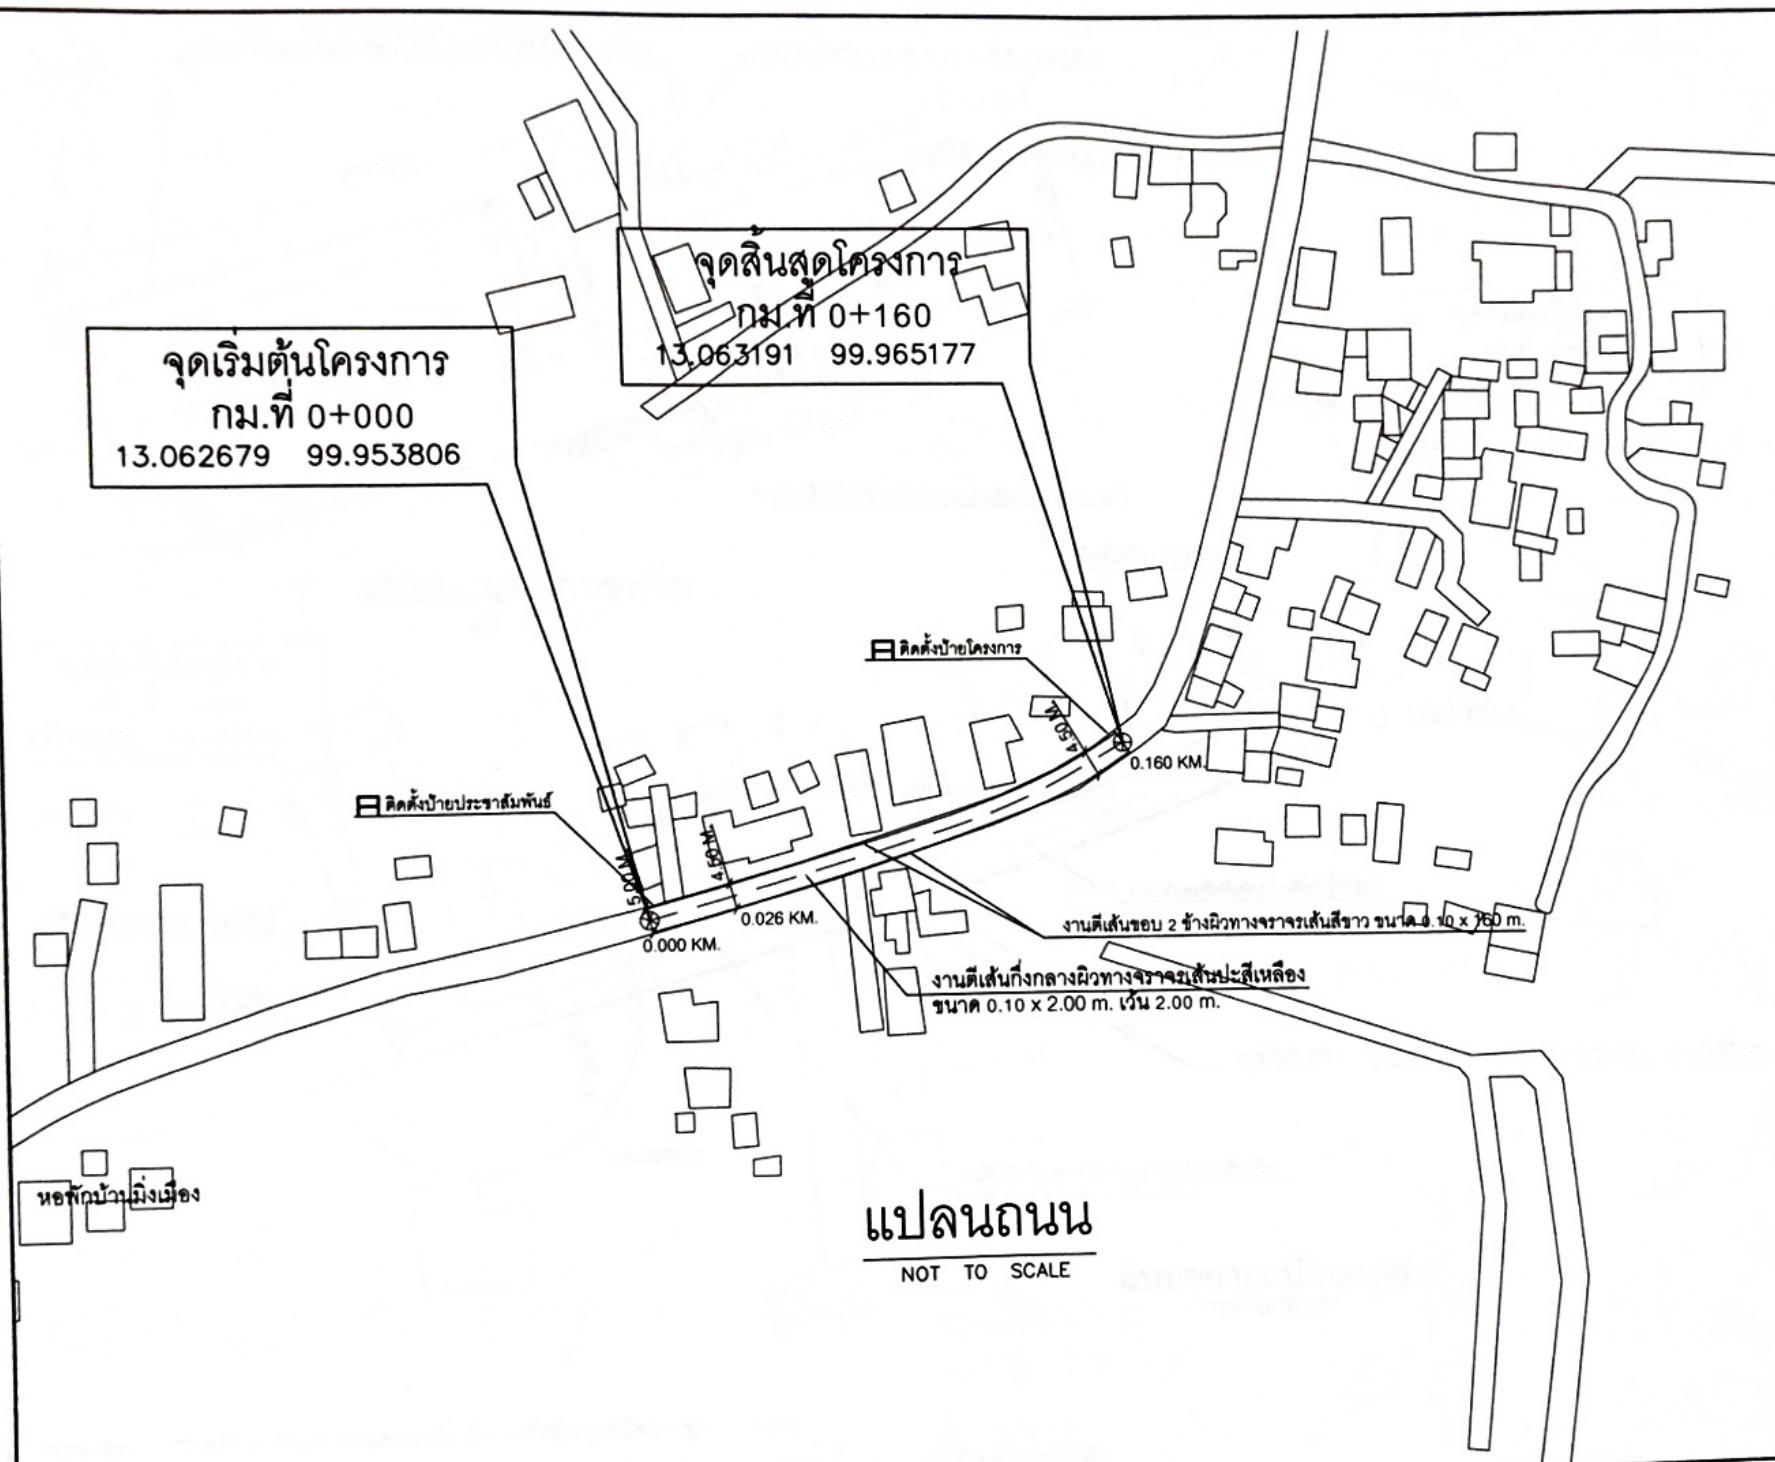 จุดสิ้นสุดโครงการ
กม.ที่ 0+160
13.063191 99.965177
จุดเริ่มต้นโครงการ
กม.ที่ 0+000
13.062679 99.953806
ติดตั้งป้ายโครงการ
4.50 M.
0.160 KM.
ติดตั้งป้ายประชาสัมพันธ์
5.00 M.
4.50 M.
0.026 KM.
0.000 KM.
งานตีเส้นขอบ 2 ข้างผิวทางจราจรเส้นสีขาว ขนาด 0.10 x 160 m.
งานตีเส้นกึ่งกลางผิวทางจราจรเส้นปะสีเหลือง
ขนาด 0.10 x 2.00 m. เว้น 2.00 m.
หอพักบ้านมิ่งเมือง
แปลนถนน
NOT TO SCALE